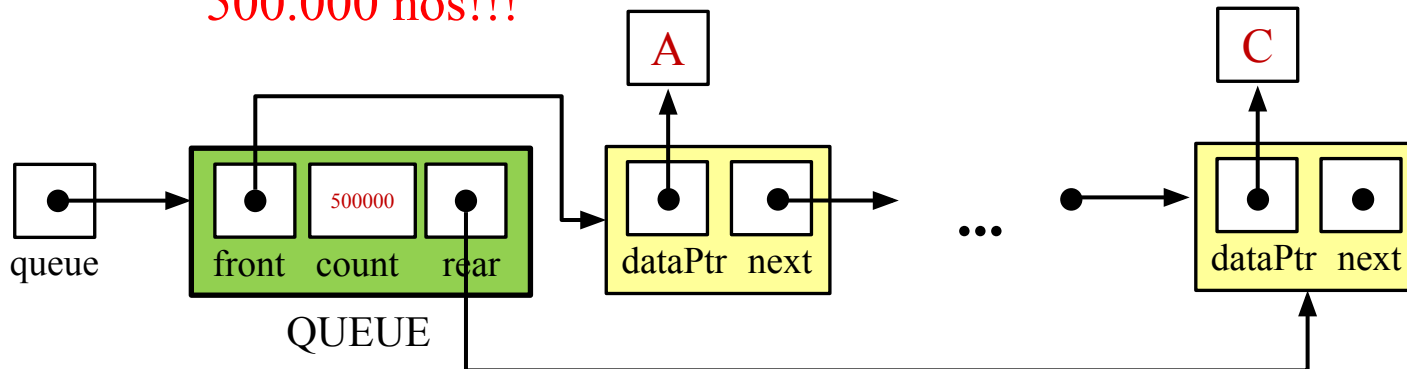 500.000 nós!!!
A
C
500000
queue
front count rear
dataPtr next
...
dataPtr next
QUEUE